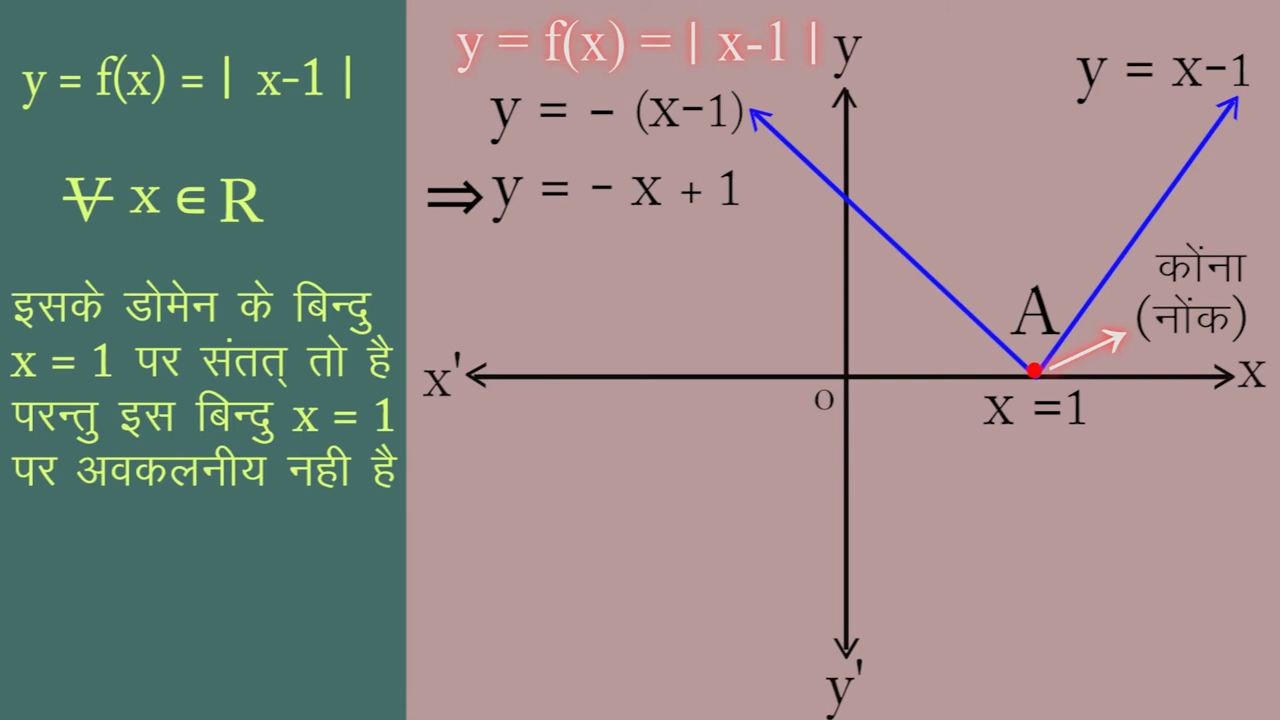 y = f(x) = | x-1 |
∀ x ∈ R
इसके डोमेन के बिन्दु
x = 1 पर संतत् तो है
परन्तु इस बिन्दु x = 1
पर अवकलनीय नही है
y = f(x) = | x-1 |
y
y = x-1
y = - (x-1)
⇒ y = - x + 1
कोंना
(नोंक)
A
x'
x
o
x =1
y'